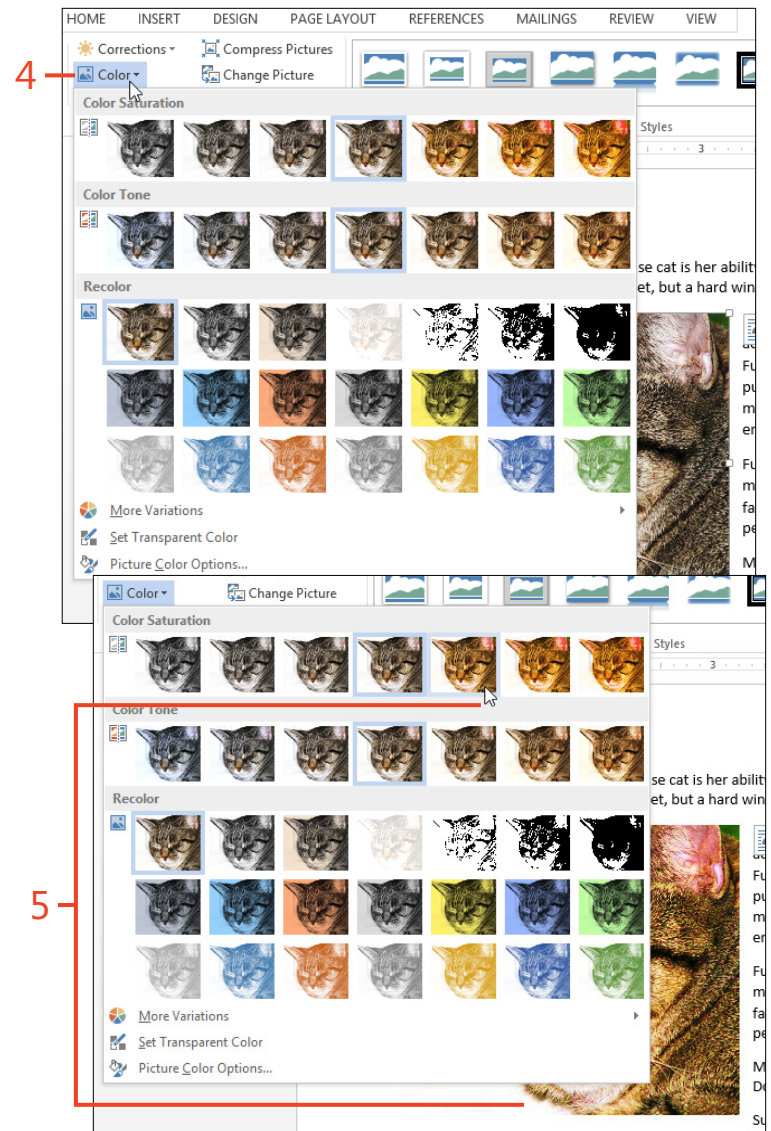 HOME INSERT DESIGN PAGE LAYOUT REFERENCES MAILINGS REVIEW VIEW
Corrections Compress Pictures
4
Color Change Picture
Color Saturation
Styles
3
Color Tone
se cat is her ability
et, but a hard win
Recolor
Fu
pu
m
er
Fu
m
fa
pe
M
More Variations
Set Transparent Color
Picture Color Options...
Color Change Picture
Color Saturation
Styles
3
Color Tone
se cat is her ability
et, but a hard win
Recolor
5
Fu
pu
m
er
Fu
m
fa
pe
M
Do
Su
More Variations
Set Transparent Color
Picture Color Options...